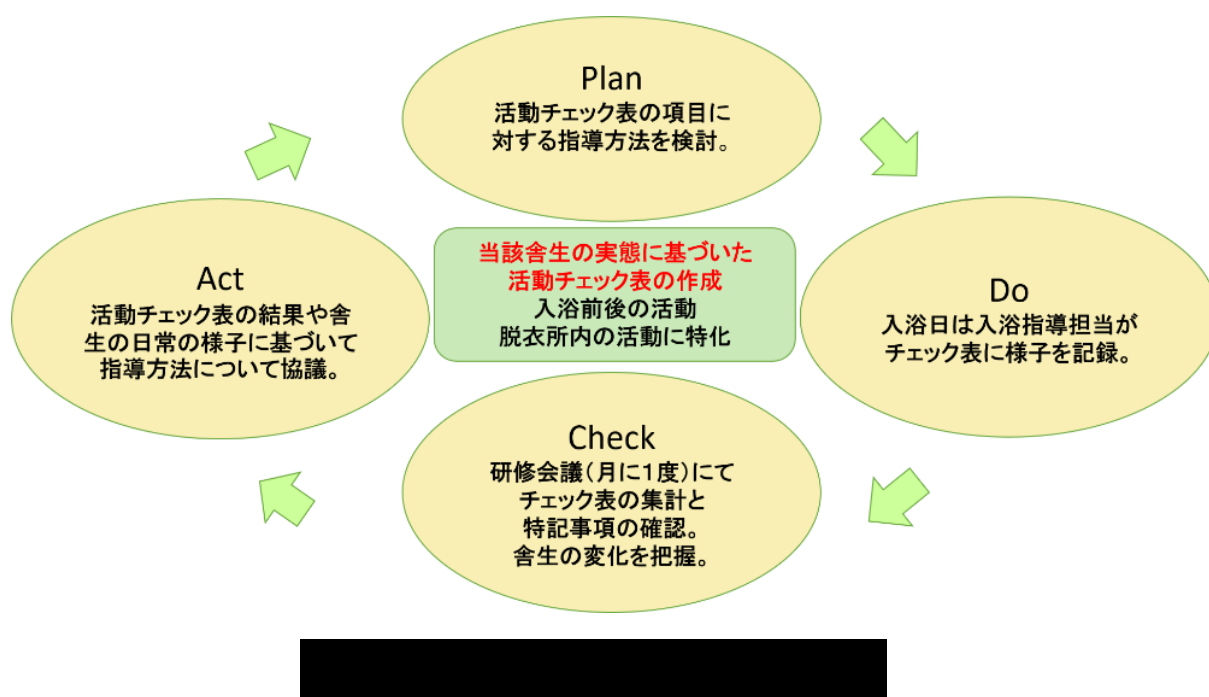 Plan
活動チェック表の項目に
対する指導方法を検討。
当該舎生の実態に基づいた
活動チェック表の作成
入浴前後の活動
脱衣所内の活動に特化
Act
活動チェック表の結果や舎
生の日常の様子に基づいて
指導方法について協議。
Do
入浴日は入浴指導担当が
チェック表に様子を記録。
Check
研修会議(月に1度)にて
チェック表の集計と
特記事項の確認。
舎生の変化を把握。